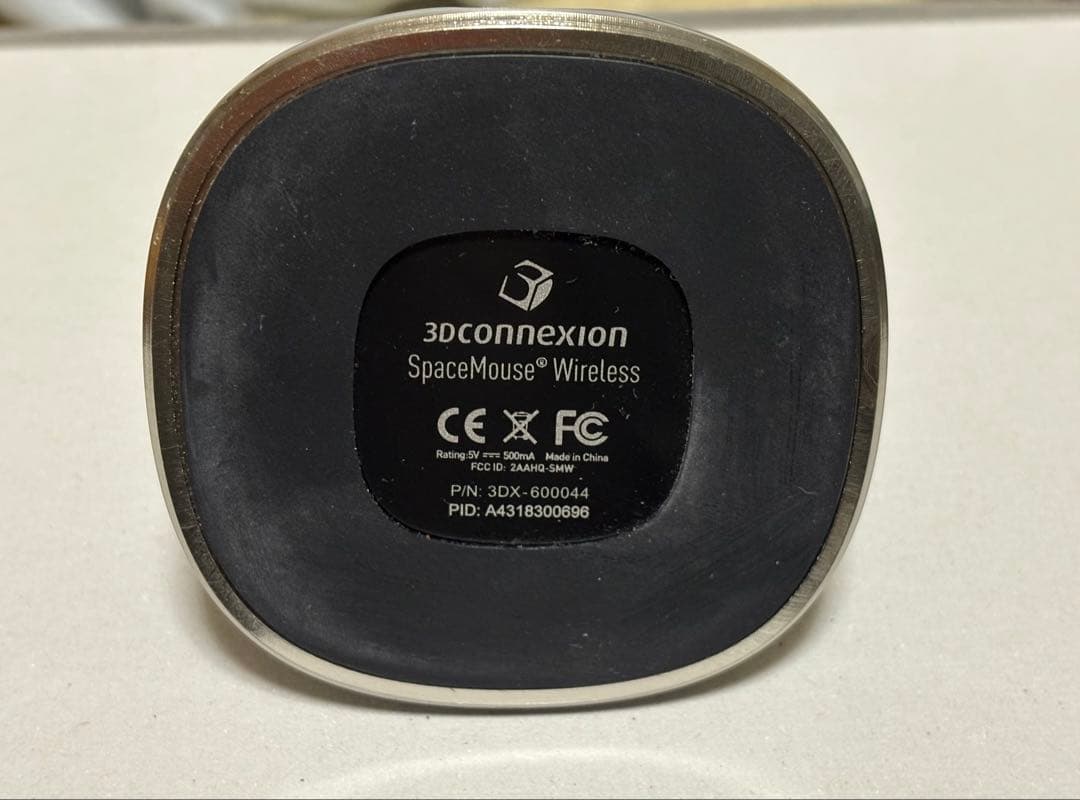 3Dconnexion
SpaceMouse® Wireless
CE FC
Rating:5V ⎓ 500mA Made in China
FCC ID: 2AAHQ-SMW
P/N: 3DX-600044
PID: A4318300696